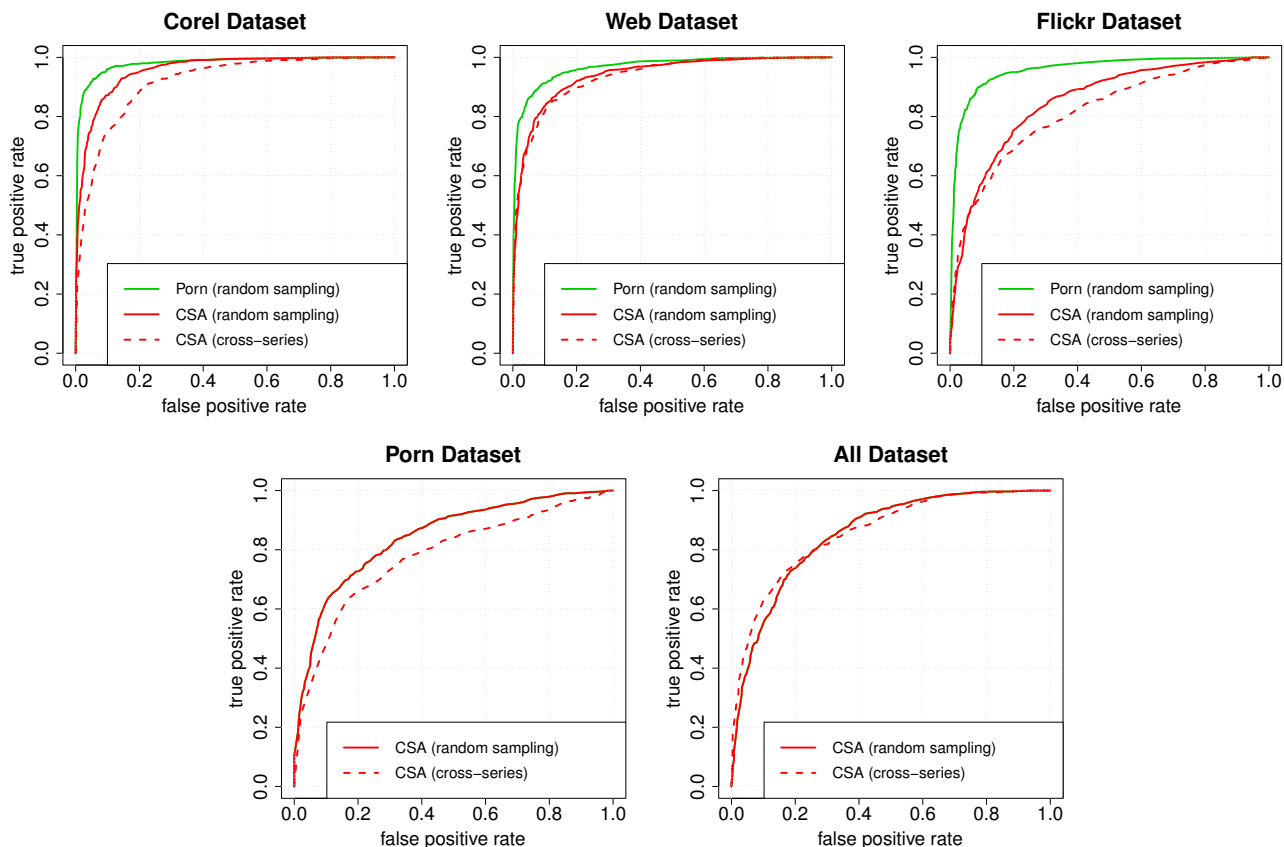 Corel Dataset
true positive rate
0.0 0.2 0.4 0.6 0.8 1.0
Porn (random sampling)
CSA (random sampling)
CSA (cross−series)
0.0 0.2 0.4 0.6 0.8 1.0
false positive rate
Web Dataset
true positive rate
0.0 0.2 0.4 0.6 0.8 1.0
Porn (random sampling)
CSA (random sampling)
CSA (cross−series)
0.0 0.2 0.4 0.6 0.8 1.0
false positive rate
Flickr Dataset
true positive rate
0.0 0.2 0.4 0.6 0.8 1.0
Porn (random sampling)
CSA (random sampling)
CSA (cross−series)
0.0 0.2 0.4 0.6 0.8 1.0
false positive rate
Porn Dataset
true positive rate
0.0 0.2 0.4 0.6 0.8 1.0
CSA (random sampling)
CSA (cross−series)
0.0 0.2 0.4 0.6 0.8 1.0
false positive rate
All Dataset
true positive rate
0.0 0.2 0.4 0.6 0.8 1.0
CSA (random sampling)
CSA (cross−series)
0.0 0.2 0.4 0.6 0.8 1.0
false positive rate